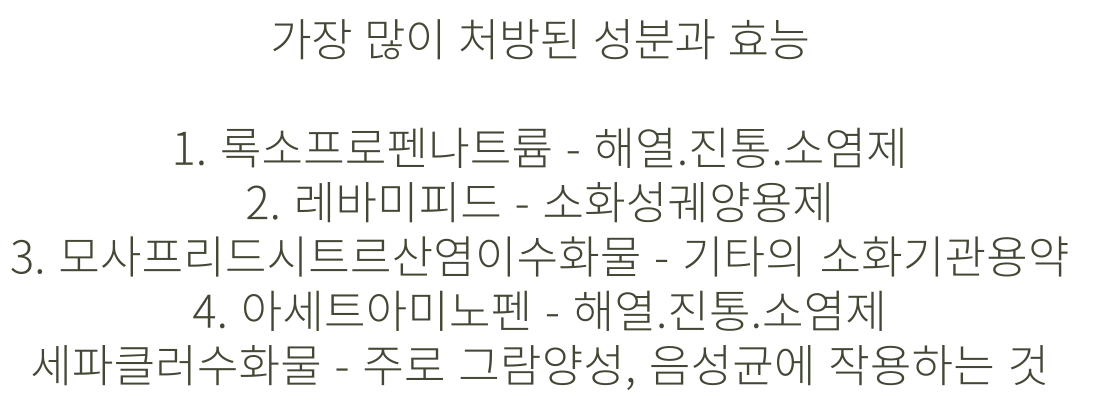 가장 많이 처방된 성분과 효능
1. 록소프로펜나트륨 - 해열.진통.소염제
2. 레바미피드 - 소화성궤양용제
3. 모사프리드시트르산염이수화물 - 기타의 소화기관용약
4. 아세트아미노펜 - 해열.진통.소염제
세파클러수화물 - 주로 그람양성, 음성균에 작용하는 것